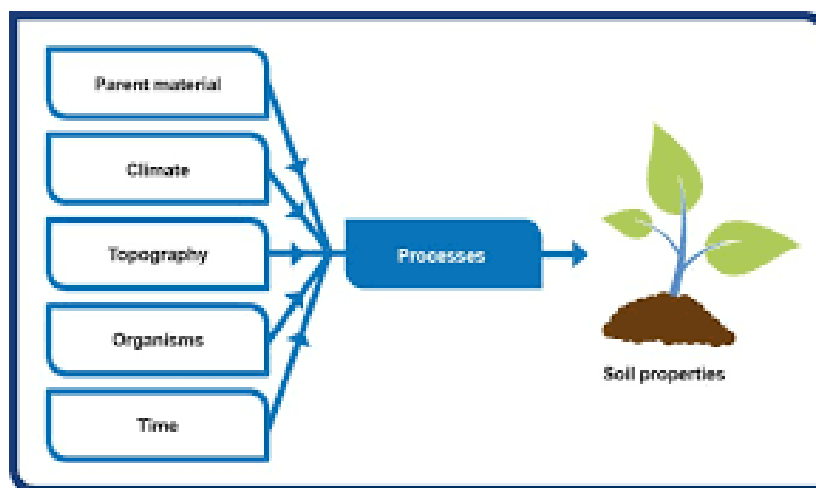 Parent material
Climate
Topography
Organisms
Time
Processes
Soil properties